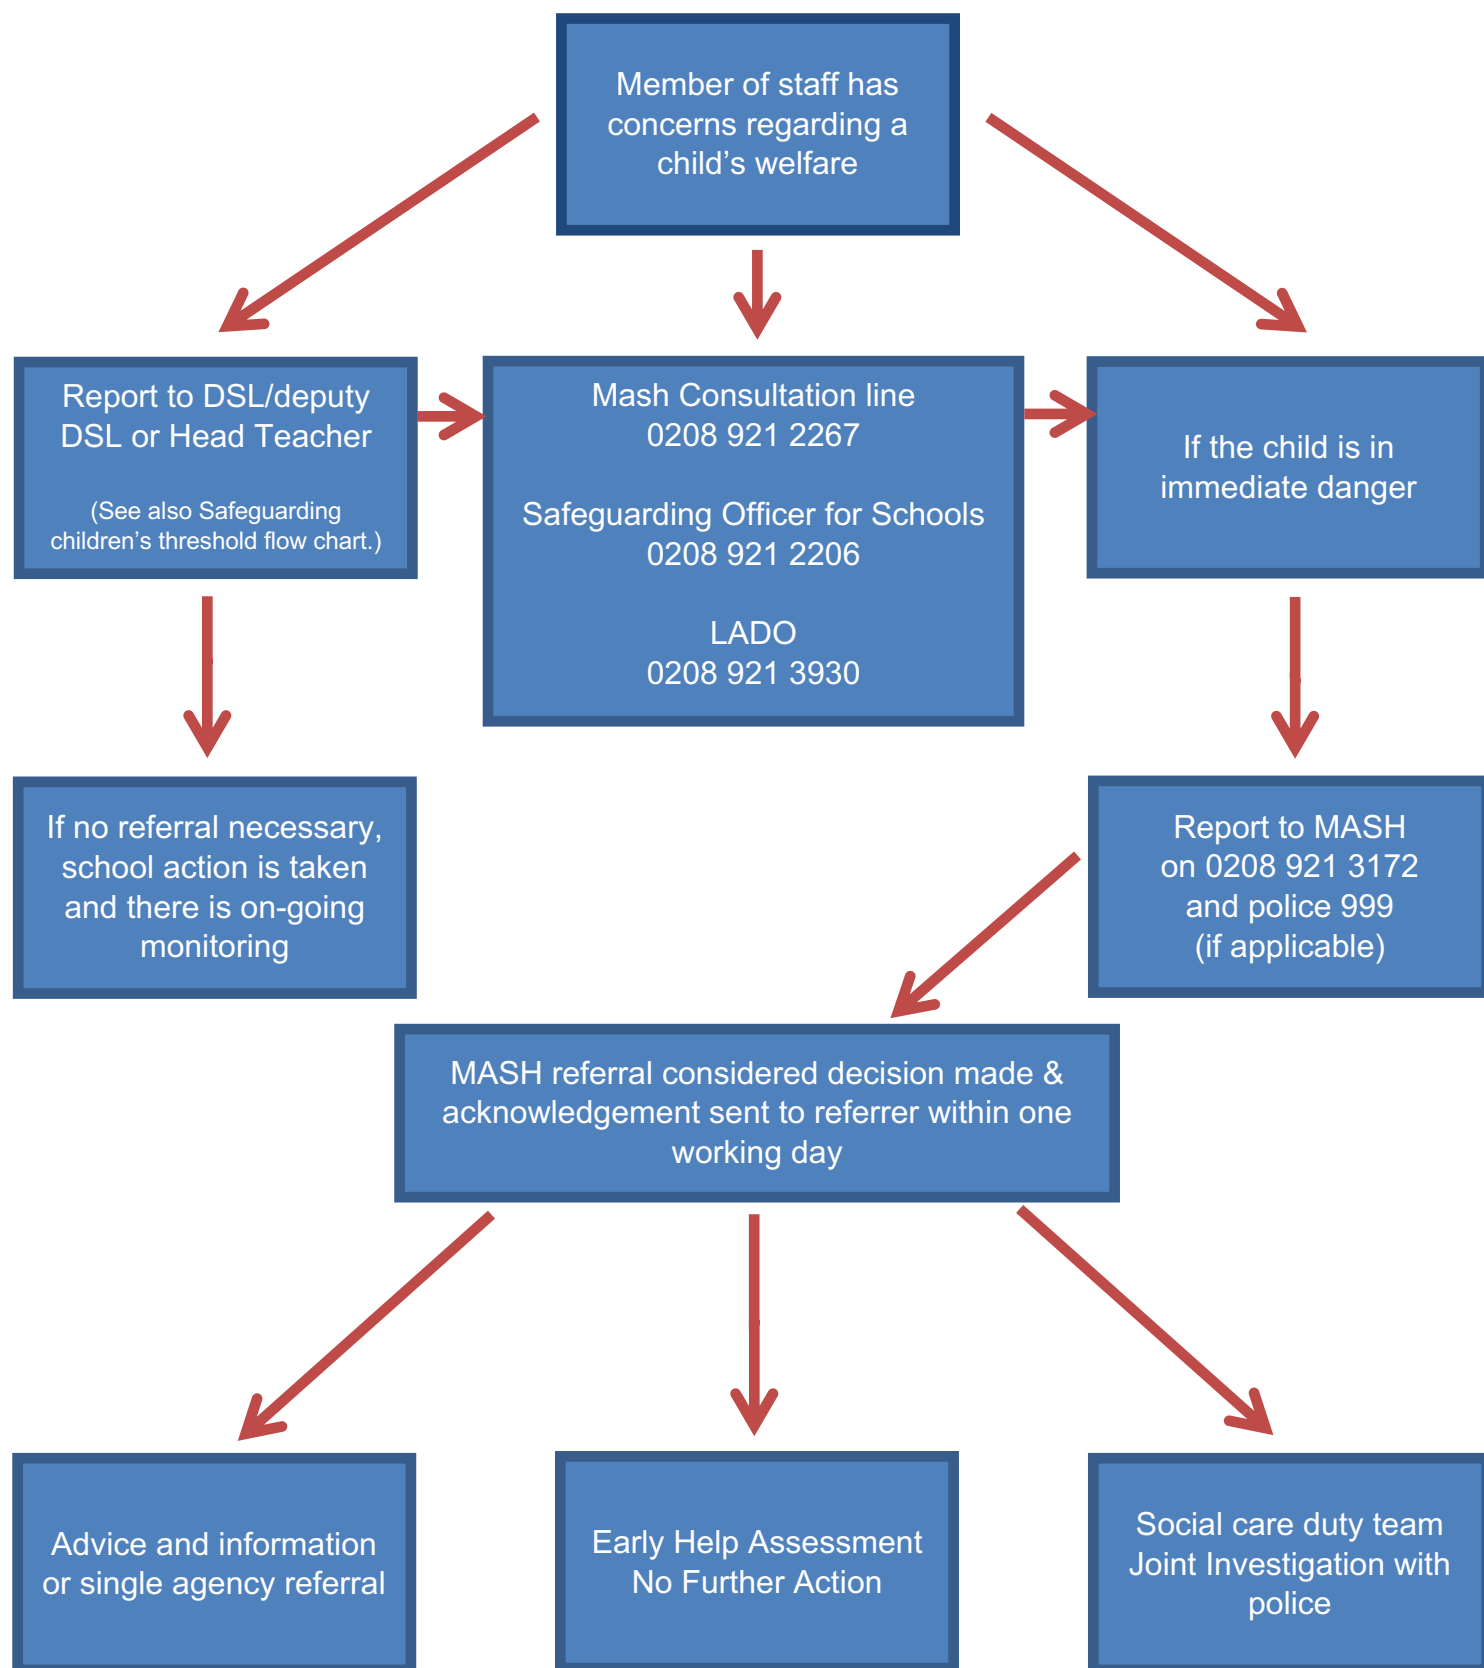 Member of staff has
concerns regarding a
child’s welfare
Report to DSL/deputy
DSL or Head Teacher
(See also Safeguarding
children’s threshold flow chart.)
Mash Consultation line
0208 921 2267
Safeguarding Officer for Schools
0208 921 2206
LADO
0208 921 3930
If the child is in
immediate danger
If no referral necessary,
school action is taken
and there is on-going
monitoring
Report to MASH
on 0208 921 3172
and police 999
(if applicable)
MASH referral considered decision made &
acknowledgement sent to referrer within one
working day
Advice and information
or single agency referral
Early Help Assessment
No Further Action
Social care duty team
Joint Investigation with
police